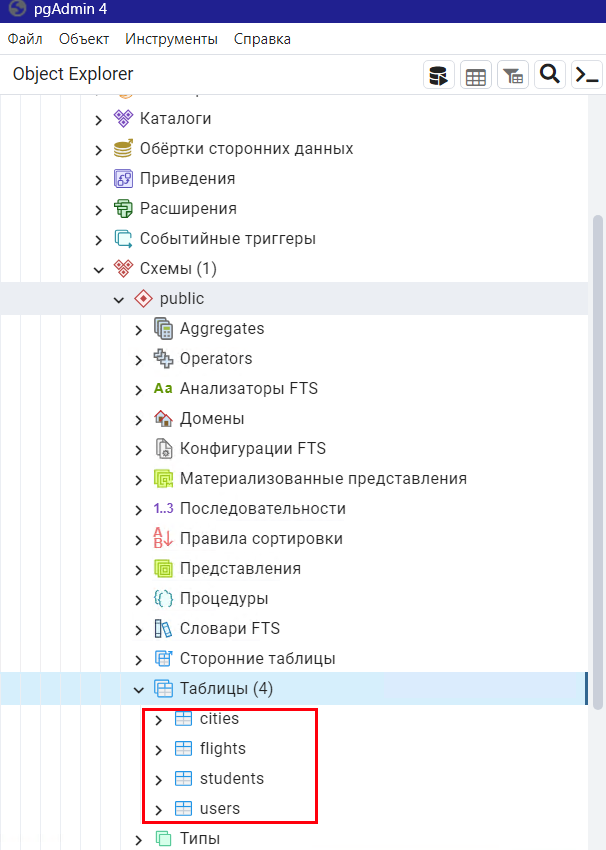 pgAdmin 4
Файл Объект Инструменты Справка
Object Explorer
Каталоги
Обёртки сторонних данных
Приведения
Расширения
Событийные триггеры
Схемы (1)
public
Aggregates
Operators
Aa Анализаторы FTS
Домены
Конфигурации FTS
Материализованные представления
1..3 Последовательности
AB Правила сортировки
Представления
Процедуры
Словари FTS
Сторонние таблицы
Таблицы (4)
cities
flights
students
users
Типы